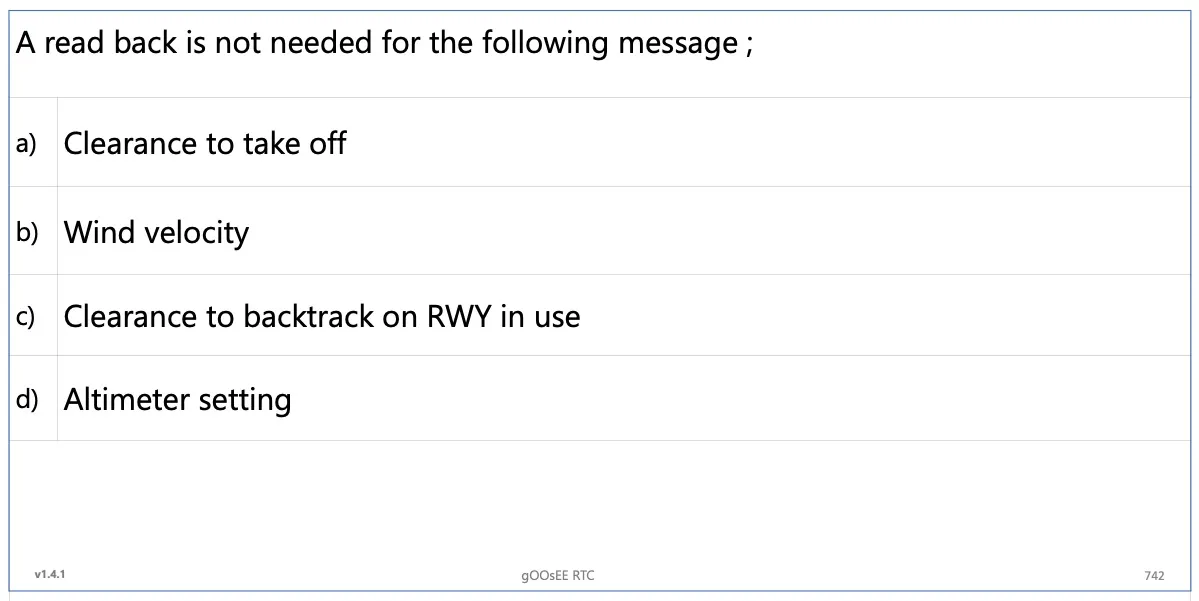 A read back is not needed for the following message ;
a) Clearance to take off
b) Wind velocity
c) Clearance to backtrack on RWY in use
d) Altimeter setting
v1.4.1 gOOsEE RTC 742